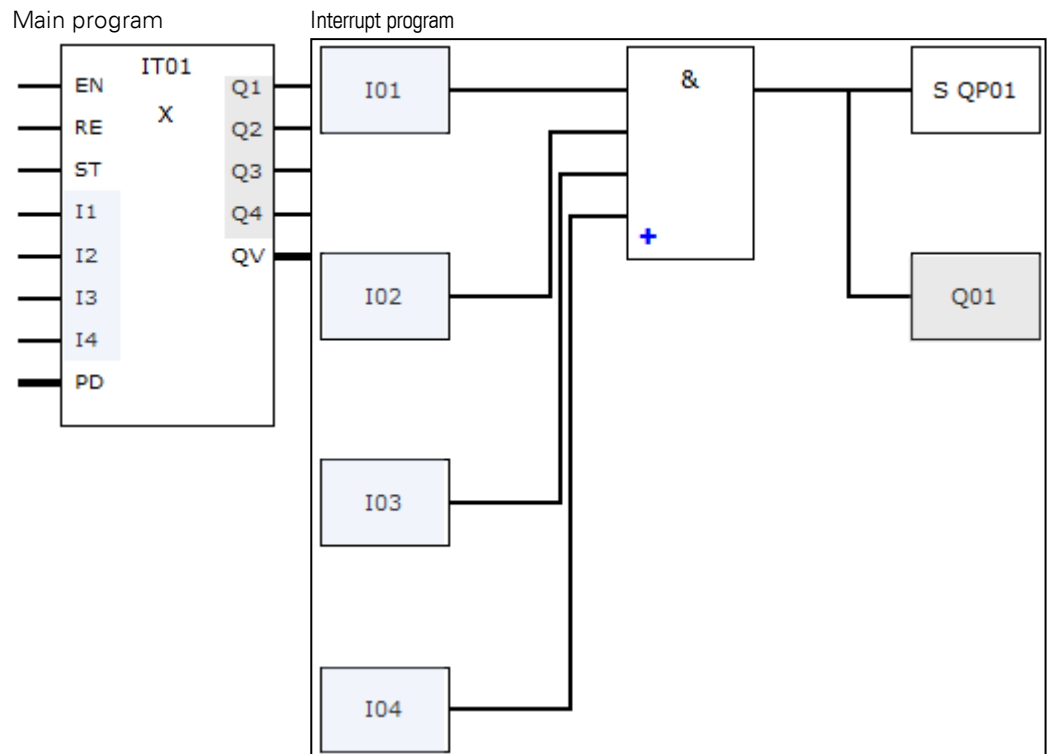 Main program
IT01
X
EN
RE
ST
I1
I2
I3
I4
PD
Q1
Q2
Q3
Q4
QV
Interrupt program
I01
I02
I03
I04
&
+
S QP01
Q01